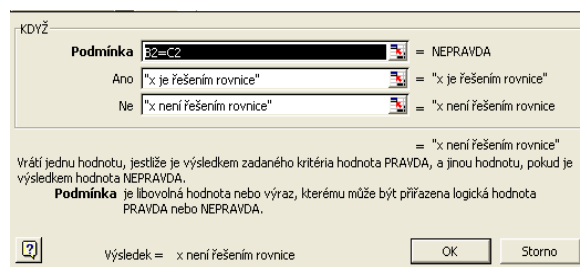 KDYŽ
Podmínka B2=C2 = NEPRAVDA
Ano "x je řešením rovnice" = "x je řešením rovnice"
Ne "x není řešením rovnice" = "x není řešením rovnice
= "x není řešením rovnice"
Vrátí jednu hodnotu, jestliže je výsledkem zadaného kritéria hodnota PRAVDA, a jinou hodnotu, pokud je
výsledkem hodnota NEPRAVDA.
Podmínka je libovolná hodnota nebo výraz, kterému může být přiřazena logická hodnota
PRAVDA nebo NEPRAVDA.
? Výsledek = x není řešením rovnice OK Storno